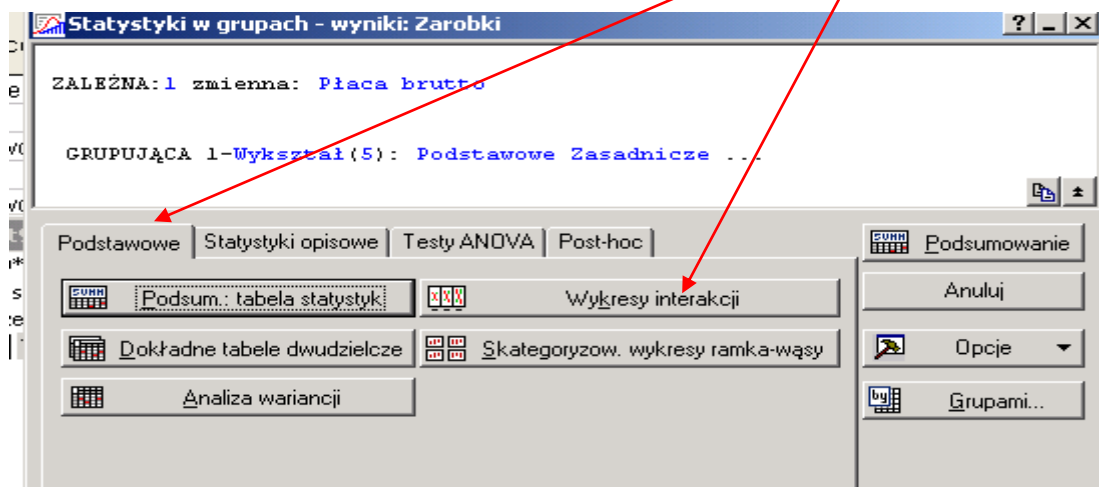 Statystyki w grupach - wyniki: Zarobki
ZALEŻNA:1 zmienna: Płaca brutto
GRUPUJĄCA 1-Wykształ(5): Podstawowe Zasadnicze ...
Podstawowe Statystyki opisowe Testy ANOVA Post-hoc
Podsumowanie
Podsum.: tabela statystyk Wykresy interakcji
Anuluj
Dokładne tabele dwudzielcze Skategoryzow. wykresy ramka-wąsy
Opcje
Analiza wariancji
Grupami...